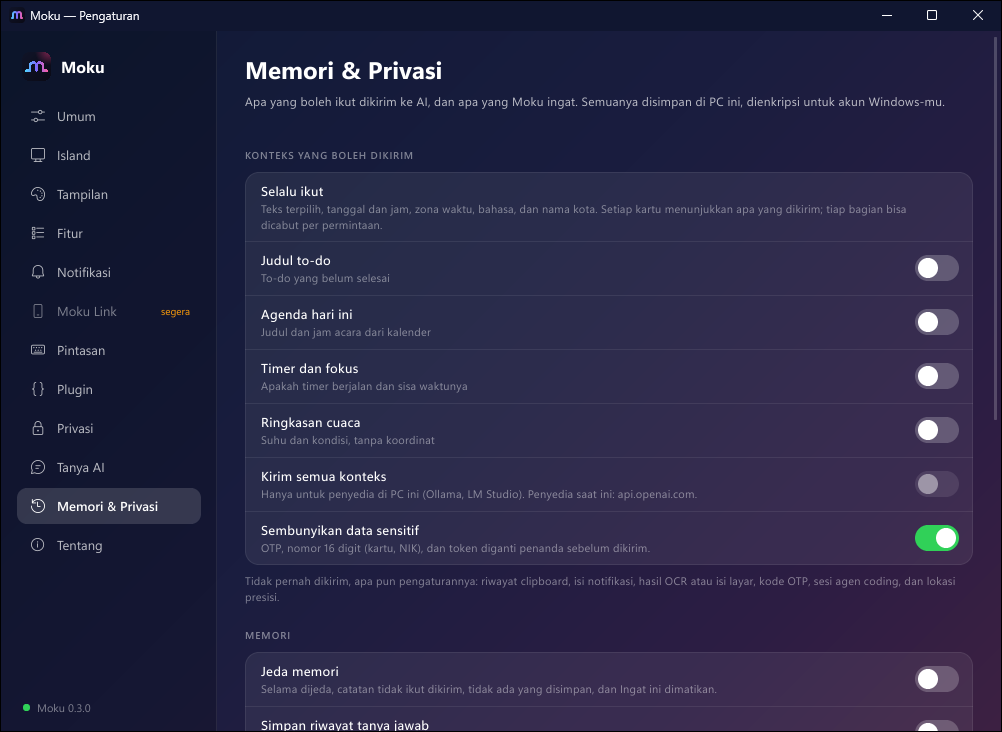 Moku — Pengaturan
Moku
Umum
Island
Tampilan
Fitur
Notifikasi
Moku Link segera
Pintasan
Plugin
Privasi
Tanya AI
Memori & Privasi
Tentang
Moku 0.3.0
Memori & Privasi
Apa yang boleh ikut dikirim ke AI, dan apa yang Moku ingat. Semuanya disimpan di PC ini, dienkripsi untuk akun Windows-mu.
KONTEKS YANG BOLEH DIKIRIM
Selalu ikut
Teks terpilih, tanggal dan jam, zona waktu, bahasa, dan nama kota. Setiap kartu menunjukkan apa yang dikirim; tiap bagian bisa
dicabut per permintaan.
Judul to-do
To-do yang belum selesai
Agenda hari ini
Judul dan jam acara dari kalender
Timer dan fokus
Apakah timer berjalan dan sisa waktunya
Ringkasan cuaca
Suhu dan kondisi, tanpa koordinat
Kirim semua konteks
Hanya untuk penyedia di PC ini (Ollama, LM Studio). Penyedia saat ini: api.openai.com.
Sembunyikan data sensitif
OTP, nomor 16 digit (kartu, NIK), dan token diganti penanda sebelum dikirim.
Tidak pernah dikirim, apa pun pengaturannya: riwayat clipboard, isi notifikasi, hasil OCR atau isi layar, kode OTP, sesi agen coding, dan lokasi
presisi.
MEMORI
Jeda memori
Selama dijeda, catatan tidak ikut dikirim, tidak ada yang disimpan, dan Ingat ini dimatikan.
Simpan riwayat tanya jawab